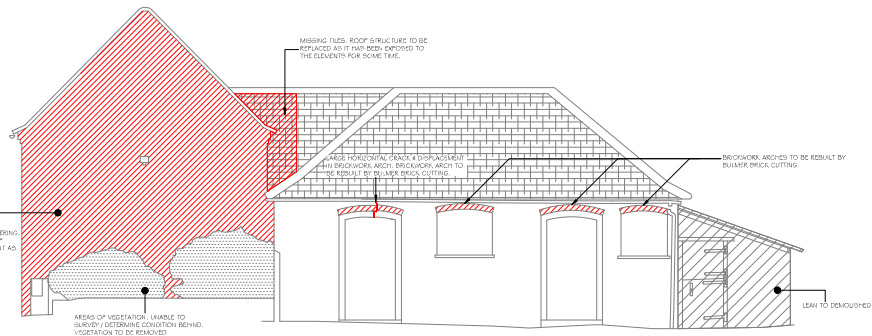 MISSING TILES. ROOF STRUCTURE TO BE
REPLACED AS IT HAS BEEN EXPOSED TO
THE ELEMENTS FOR SOME TIME.
LARGE HORIZONTAL CRACK & DISPLACEMENT
IN BRICKWORK ARCH. BRICKWORK ARCH TO
BE REBUILT BY BULMER BRICK CUTTING.
BRICKWORK ARCHES TO BE REBUILT BY
BULMER BRICK CUTTING.
ERING.
NT AS
LEAN TO DEMOLISHED
AREAS OF VEGETATION. UNABLE TO
SURVEY / DETERMINE CONDITION BEHIND.
VEGETATION TO BE REMOVED